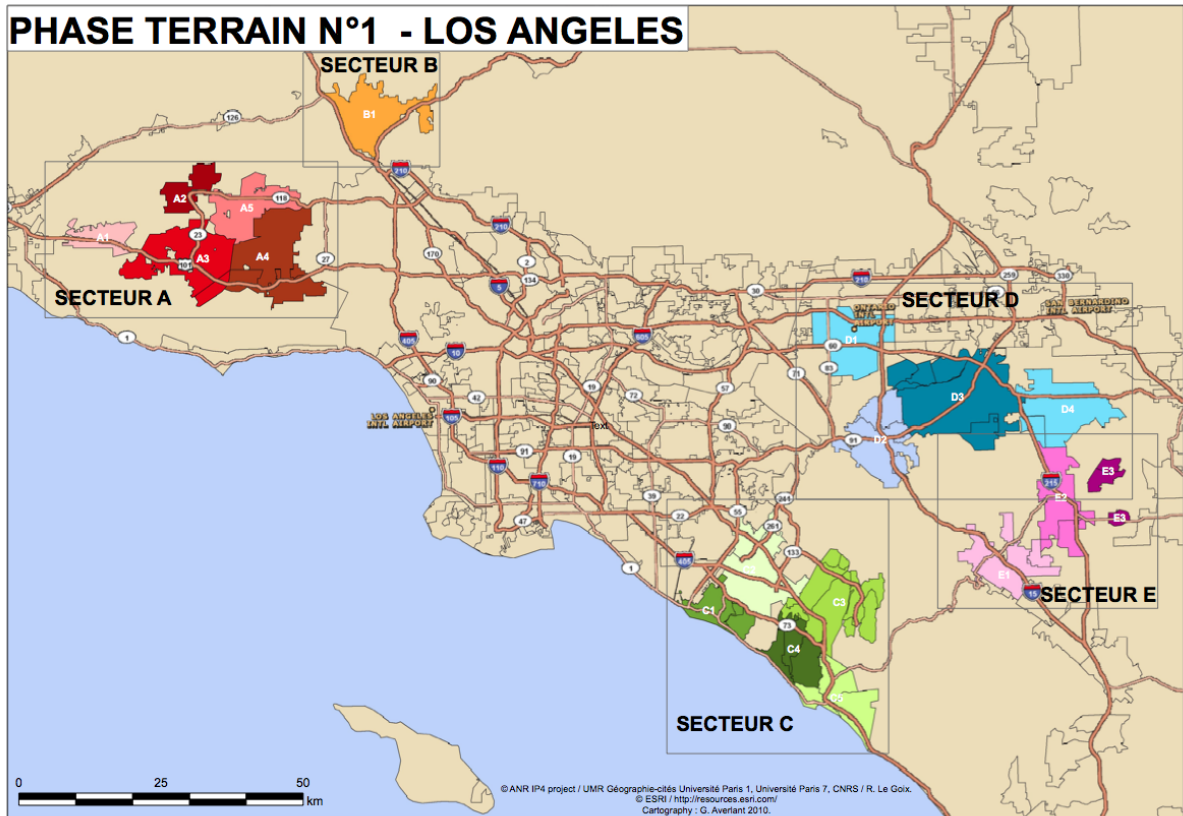 PHASE TERRAIN N°1 - LOS ANGELES
SECTEUR B
B1
126
210
A2
A5
118
A1
23
A3
A4
101
27
SECTEUR A
1
210
170
2
134
5
405
10
90
42
LOS ANGELES
INTL AIRPORT
105
110
710
91
19
47
605
19
72
57
90
Text
39
22
1
30
210
259
330
SECTEUR D
ONTARIO
INTL
AIRPORT
SAN BERNARDINO
INTL AIRPORT
D1
60
71
83
D3
D4
91
D2
215
E3
E2
E3
E1
15
SECTEUR E
241
55
261
133
405
C1
C3
73
C4
SECTEUR C
0 25 50
km
© ANR IP4 project / UMR Géographie-cités Université Paris 1, Université Paris 7, CNRS / R. Le Goix.
© ESRI / http://resources.esri.com/
Cartography : G. Averlant 2010.